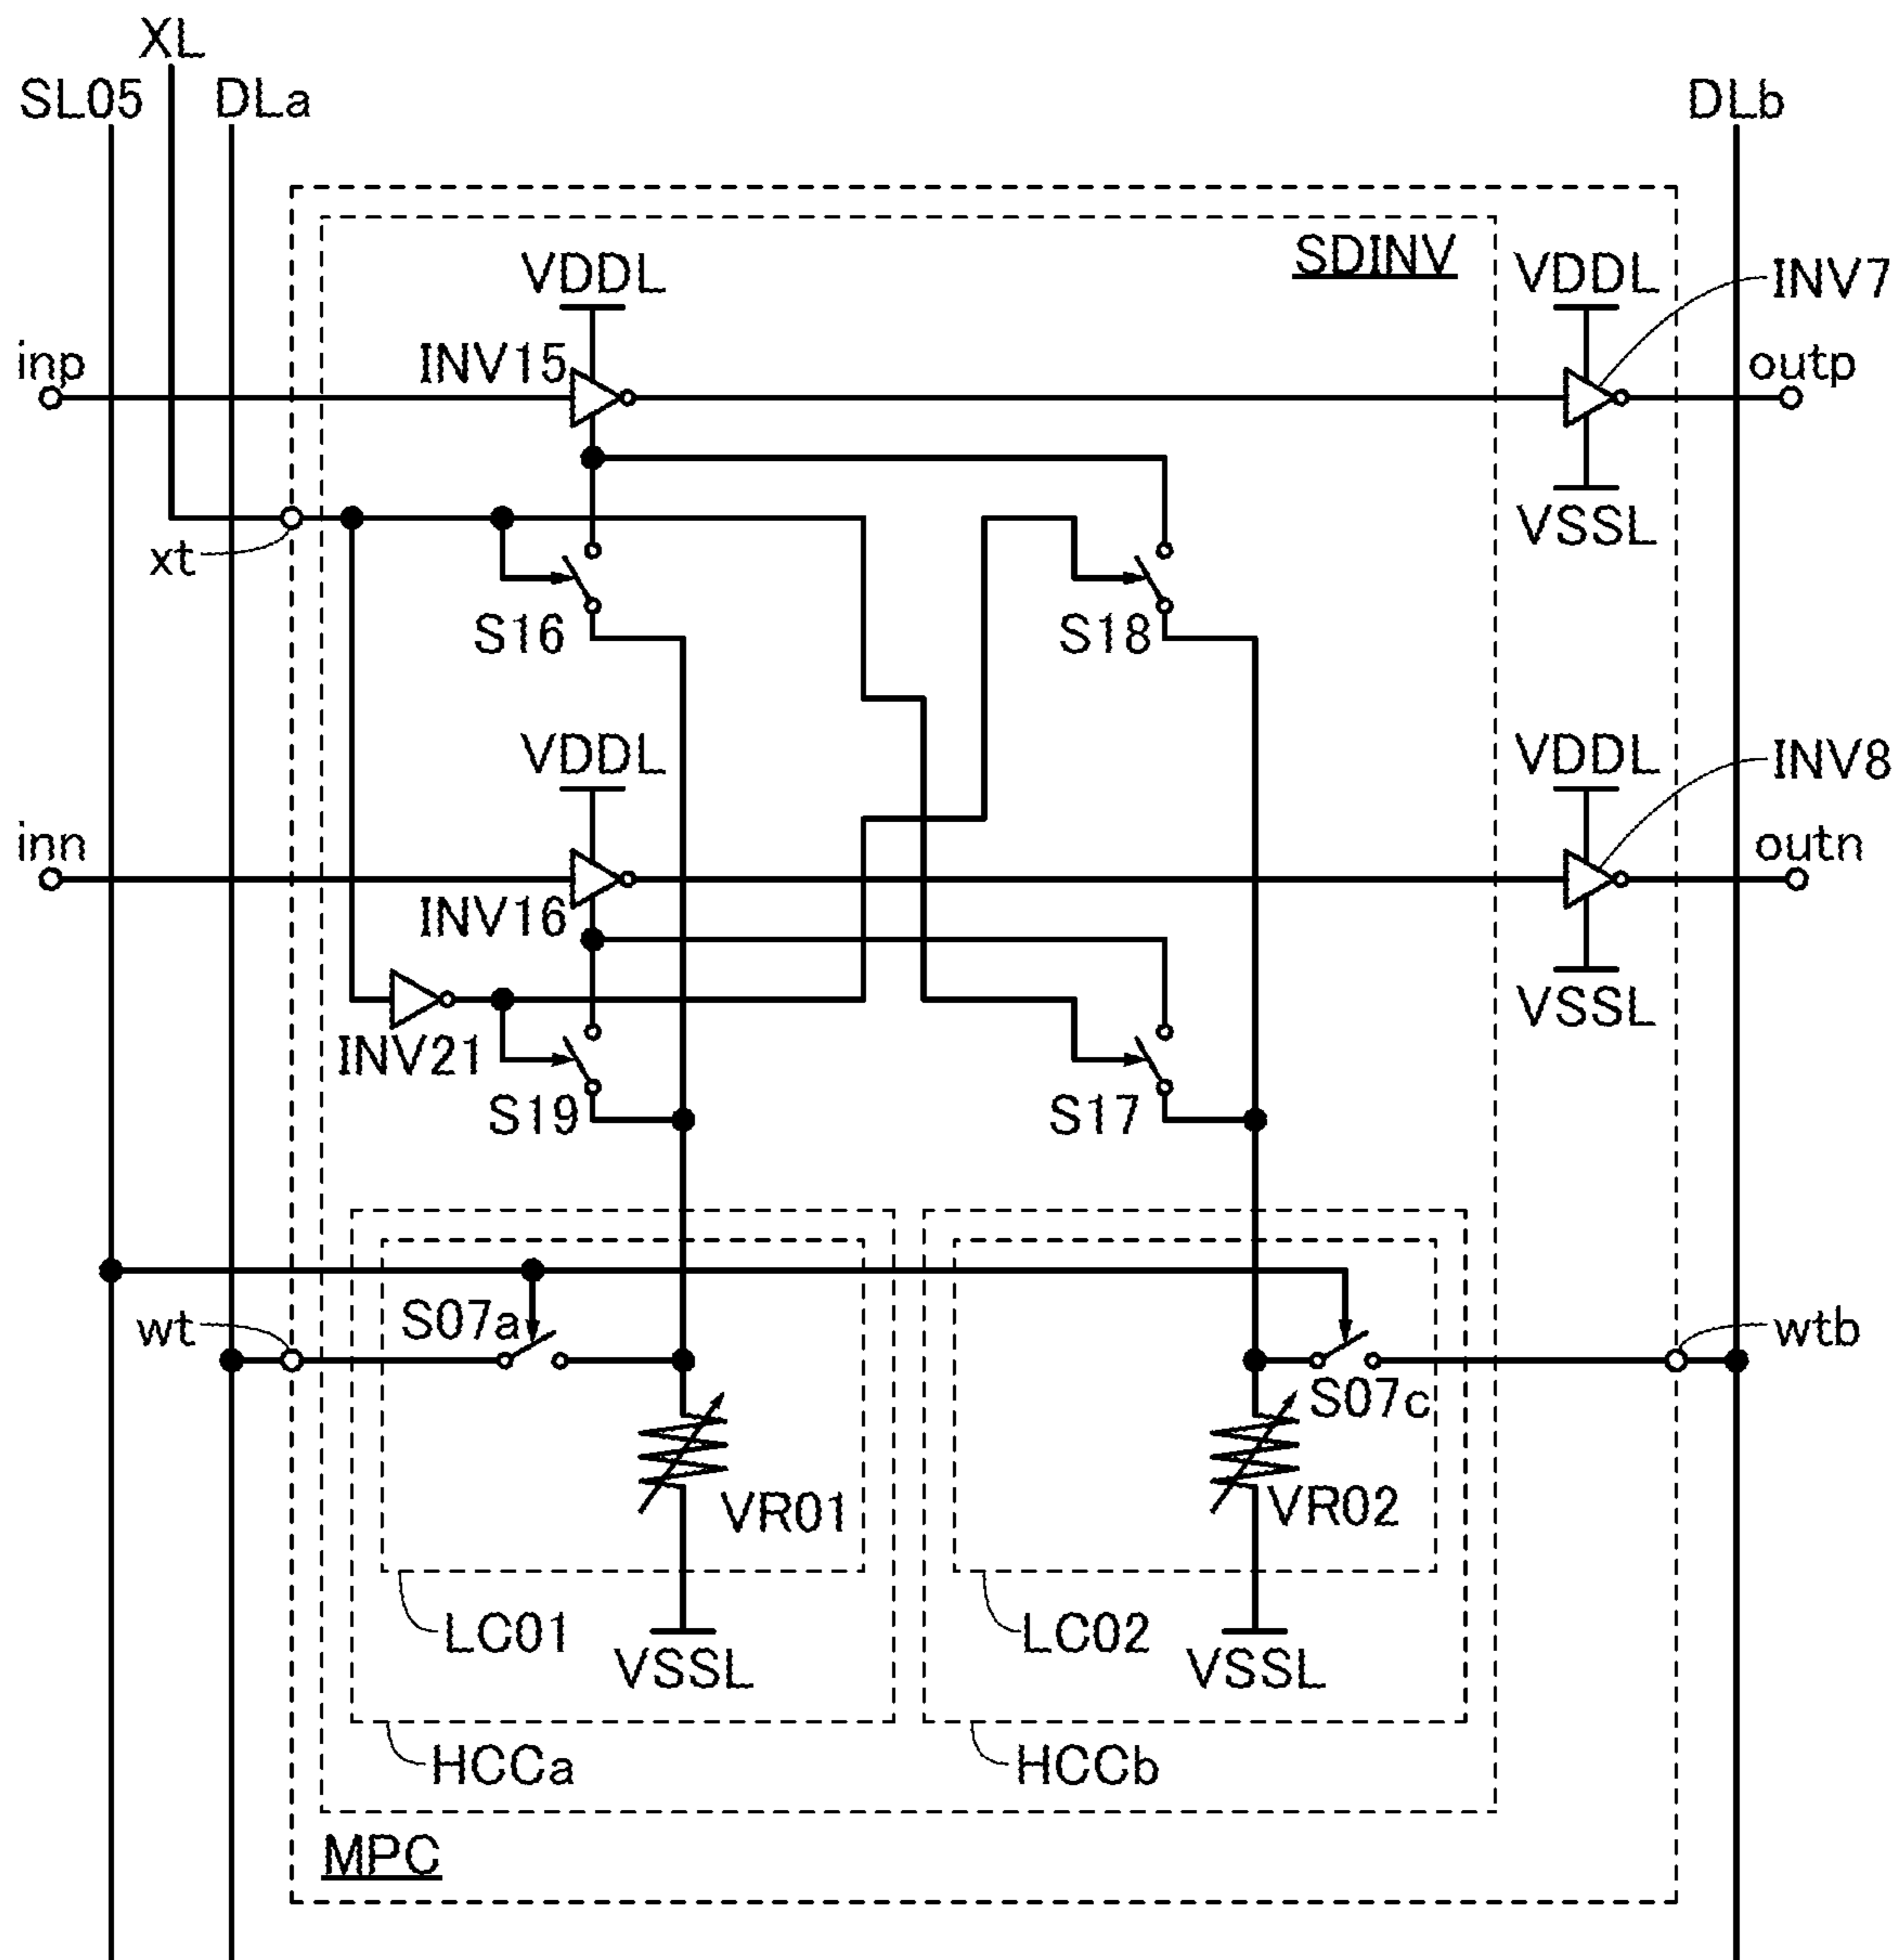 XL
SL05
DLa
DLb
SDINV
VDDL
VDDL
INV7
inp
INV15
outp
VSSL
xt
S16
S18
VDDL
VDDL
INV8
inn
outn
INV16
VSSL
INV21
S19
S17
wt
S07a
wtb
S07c
VR01
VR02
LC01
LC02
VSSL
VSSL
HCCa
HCCb
MPC